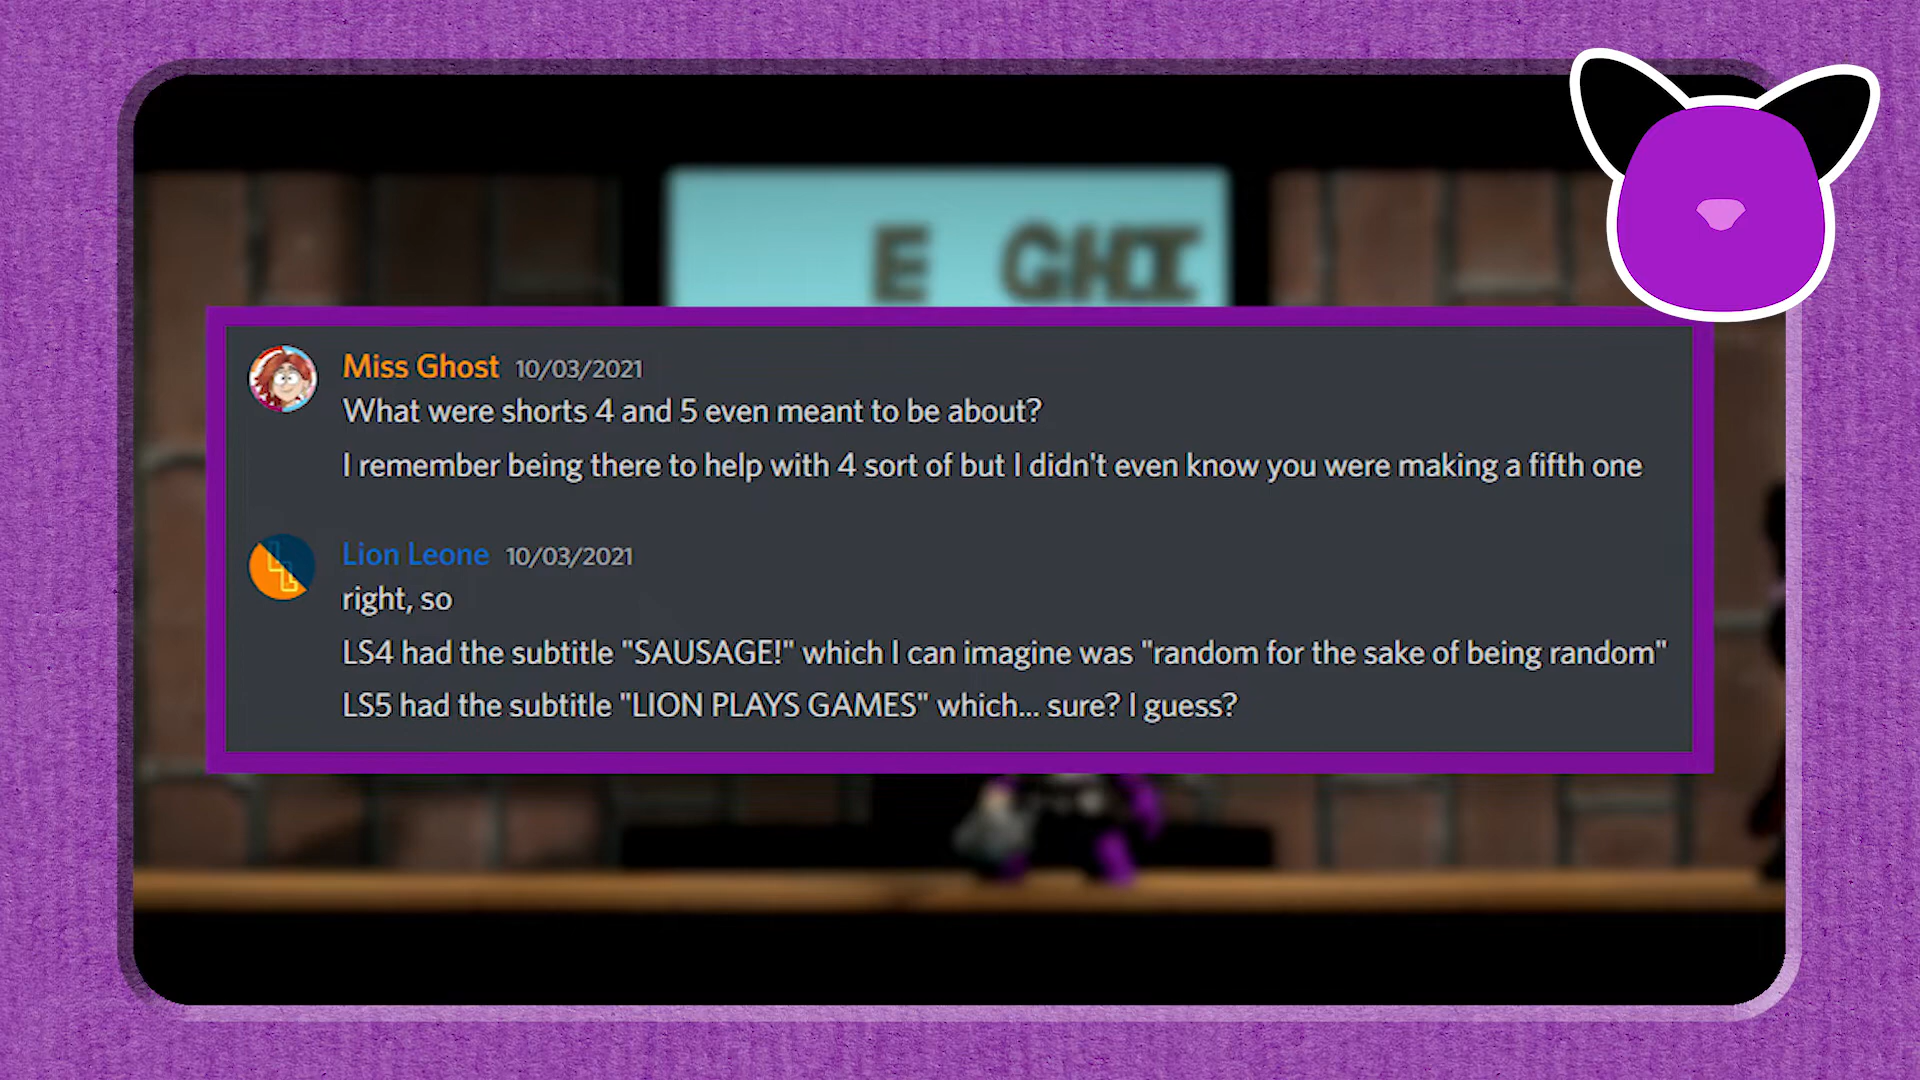 E GHI
Miss Ghost 10/03/2021
What were shorts 4 and 5 even meant to be about?
I remember being there to help with 4 sort of but I didn't even know you were making a fifth one
Lion Leone 10/03/2021
right, so
LS4 had the subtitle "SAUSAGE!" which I can imagine was "random for the sake of being random"
LS5 had the subtitle "LION PLAYS GAMES" which... sure? I guess?